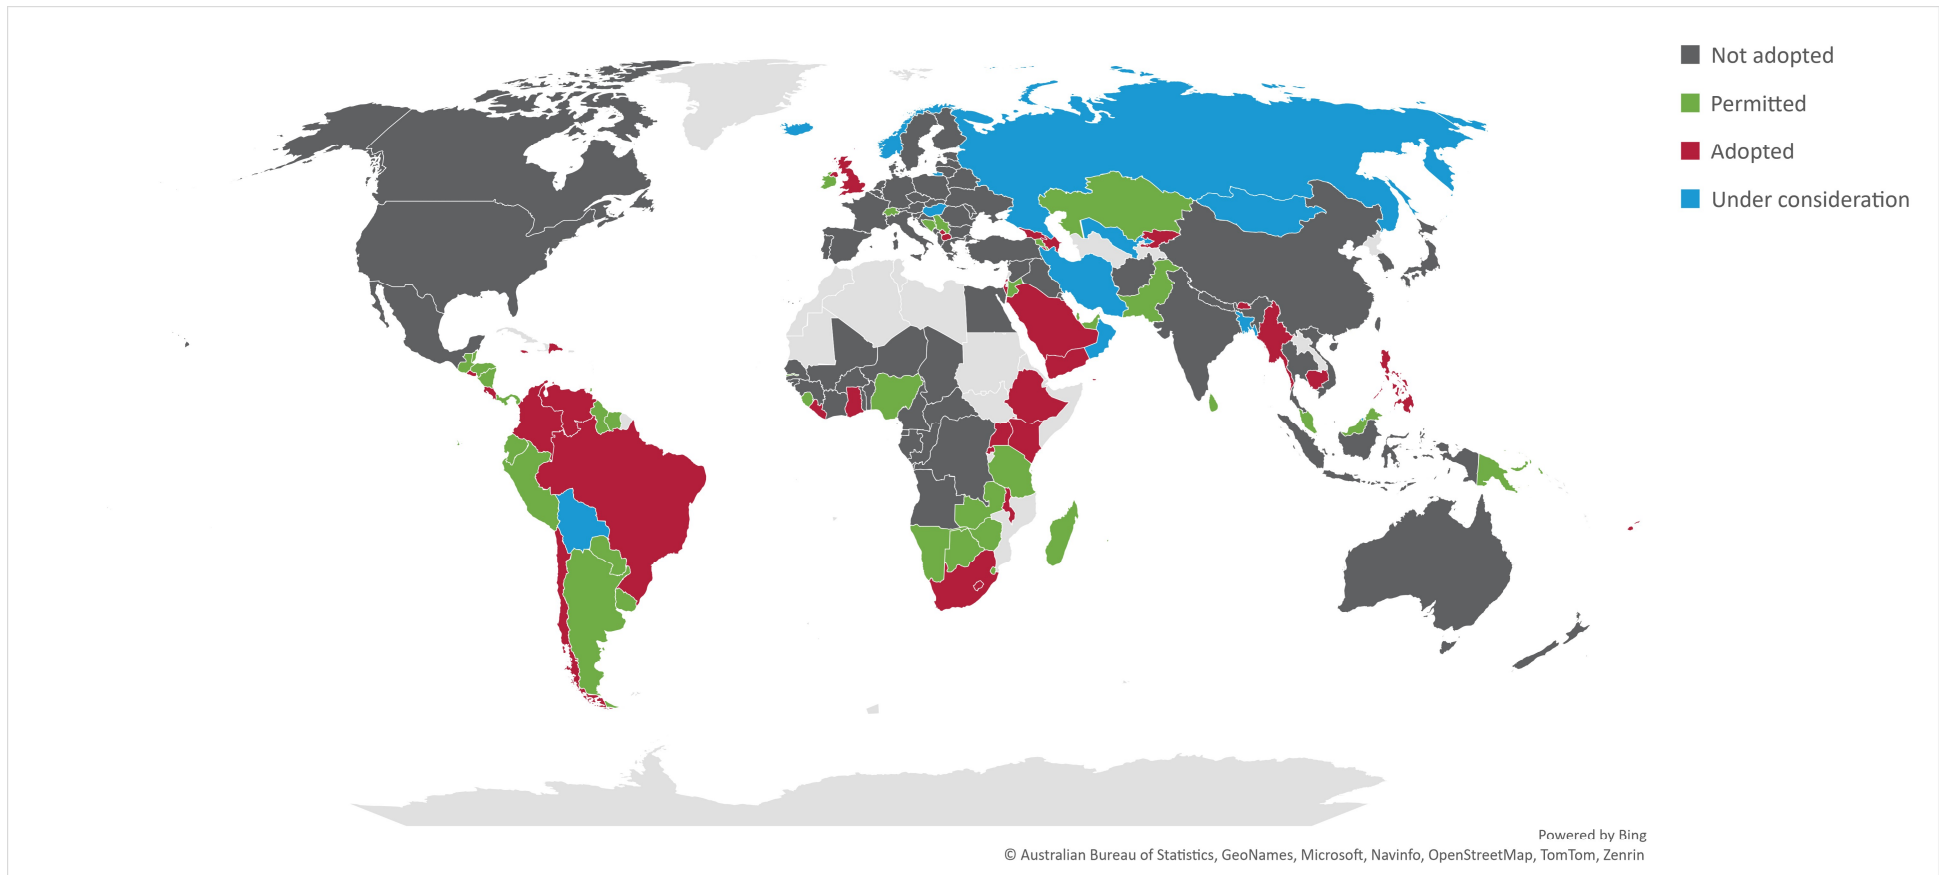 Not adopted
Permitted
Adopted
Under consideration
Powered by Bing
© Australian Bureau of Statistics, GeoNames, Microsoft, Navinfo, OpenStreetMap, TomTom, Zenrin